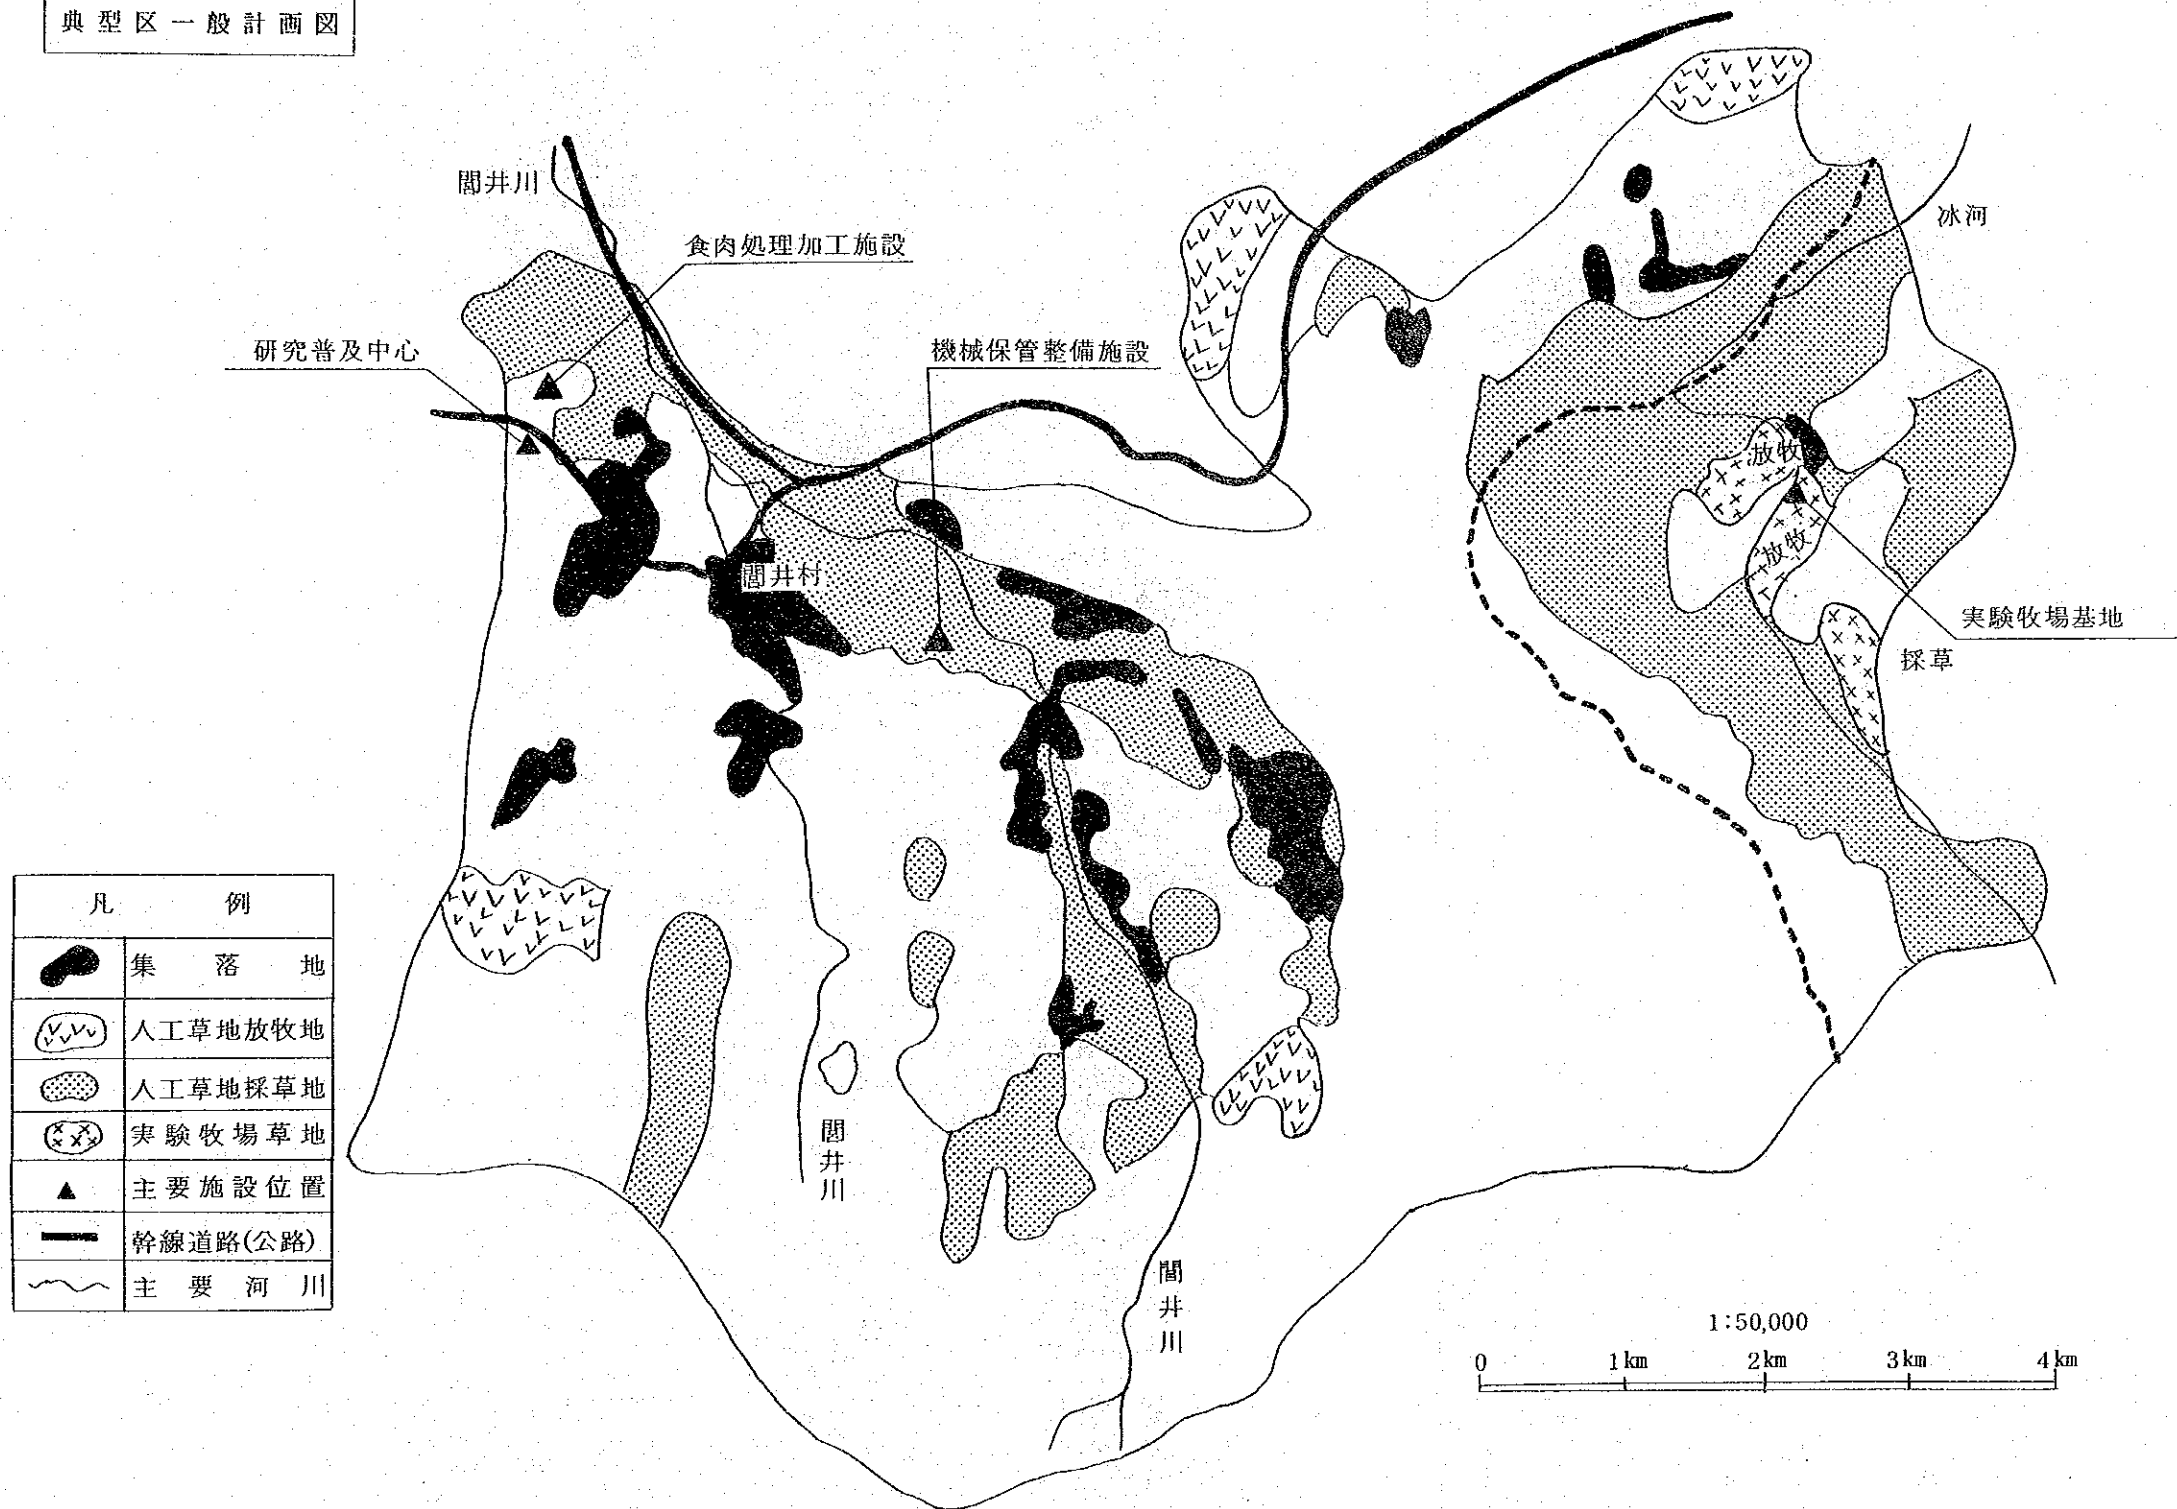 典型区一般計画図
閭井川
食肉処理加工施設
研究普及中心
機械保管整備施設
冰河
放牧
放牧
閭井村
実験牧場基地
採草
凡例
集落地
人工草地放牧地
人工草地採草地
実験牧場草地
主要施設位置
幹線道路(公路)
主要河川
閭井川
閭井川
1:50,000
0 1km 2km 3km 4km